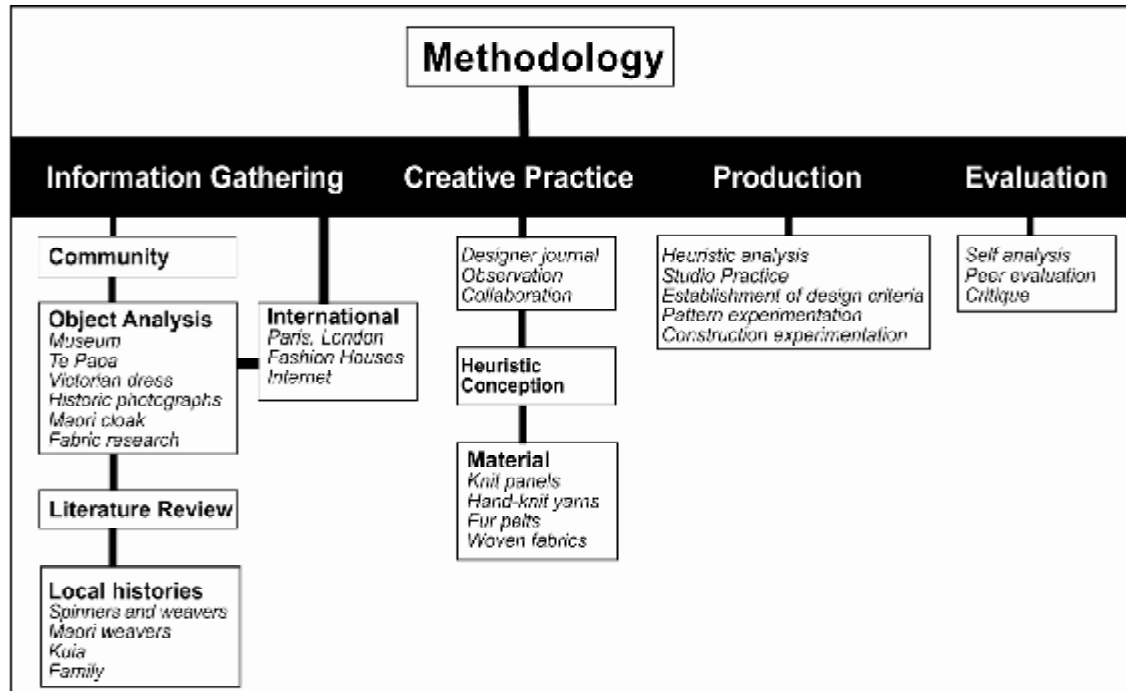 Methodology
Information Gathering
Creative Practice
Production
Evaluation
Community
Object Analysis
Museum
Te Papa
Victorian dress
Historic photographs
Maori cloak
Fabric research
Literature Review
Local histories
Spinners and weavers
Maori weavers
Kuia
Family
International
Paris, London
Fashion Houses
Internet
Designer journal
Observation
Collaboration
Heuristic
Conception
Material
Knit panels
Hand-knit yarns
Fur pelts
Woven fabrics
Heuristic analysis
Studio Practice
Establishment of design criteria
Pattern experimentation
Construction experimentation
Self analysis
Peer evaluation
Critique